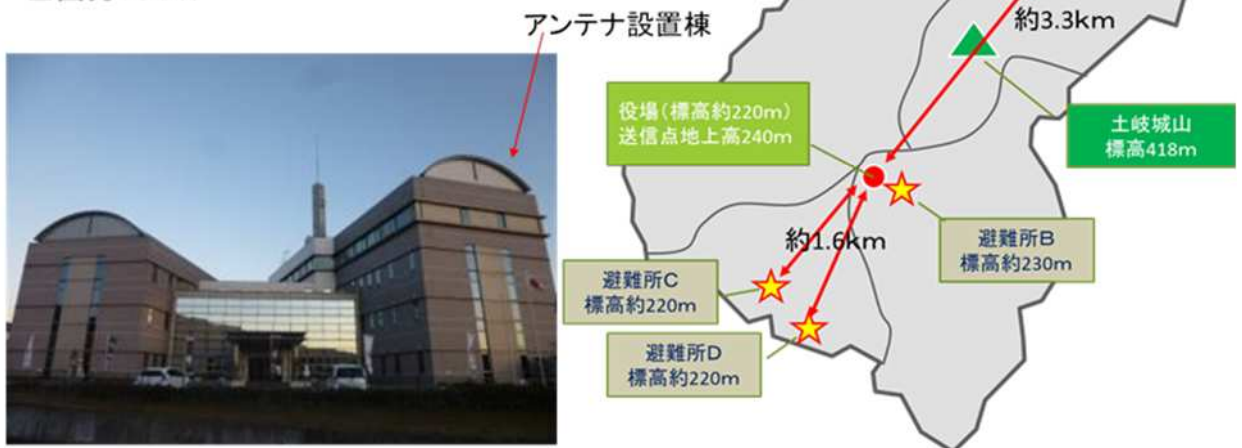 アンテナ設置棟
約3.3km
役場(標高約220m)
送信点地上高240m
土岐城山
標高418m
約1.6km
避難所B
標高約230m
避難所C
標高約220m
避難所D
標高約220m